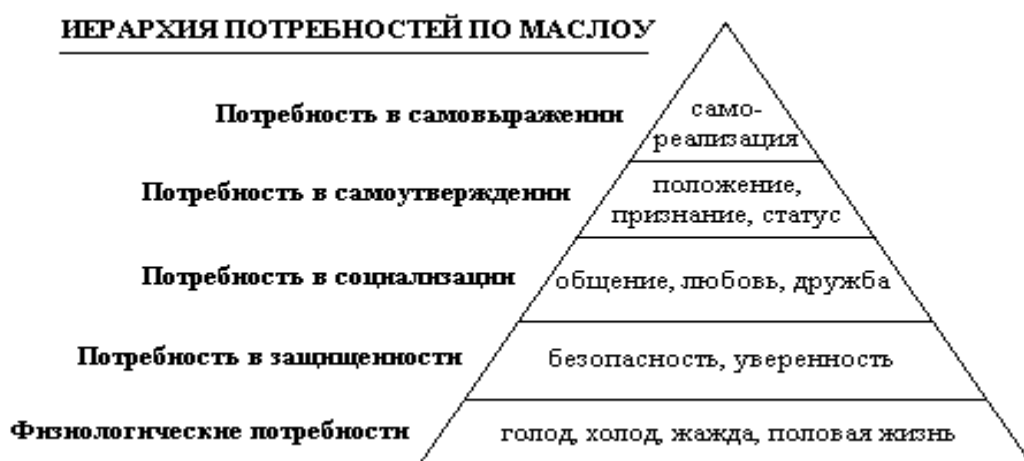 ИЕРАРХИЯ ПОТРЕБНОСТЕЙ ПО МАСЛОУ
Потребность в самовыражении
само-
реализация
Потребность в самоутверждении
положение,
признание, статус
Потребность в социализации
общение, любовь, дружба
Потребность в защищенности
безопасность, уверенность
Физиологические потребности
голод, холод, жажда, половая жизнь